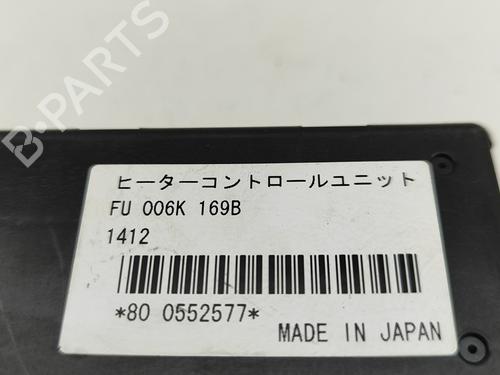 B-PARTS
ヒーターコントロールユニット
FU 006K 169B
1412
*80 0552577*
MADE IN JAPAN